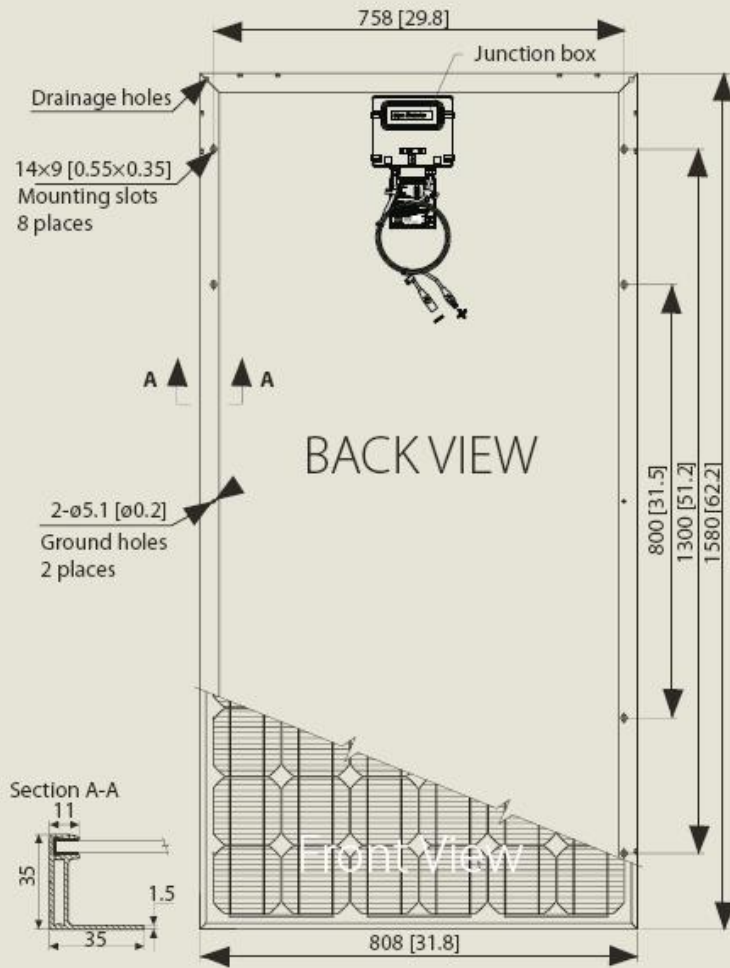 758 [29.8]
Junction box
Drainage holes
14×9 [0.55×0.35]
Mounting slots
8 places
A
A
BACK VIEW
2-ø5.1 [ø0.2]
Ground holes
2 places
800 [31.5]
1300 [51.2]
1580 [62.2]
Section A-A
11
35
1.5
35
Front View
808 [31.8]